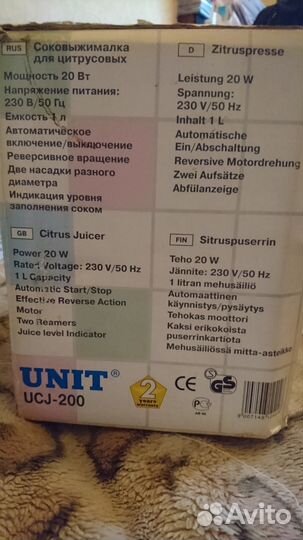 RUS Соковыжималка
для цитрусовых
Мощность 20 Вт
Напряжение питания:
230 В/50 Гц
Емкость 1 л
Автоматическое
включение/выключение
Реверсивное вращение
Две насадки разного
диаметра
Индикация уровня
заполнения соком
D Zitruspresse
Leistung 20 W
Spannung:
230 V/50 Hz
Inhalt 1 L
Automatische
Ein/Abschaltung
Reversive Motordrehung
Zwei Aufsätze
Abfülanzeige
GB Citrus Juicer
Power 20 W
Rated Voltage: 230 V/50 Hz
1 L Capacity
Automatic Start/Stop
Effective Reverse Action
Motor
Two Reamers
Juice level Indicator
FIN Sitruspuserrin
Teho 20 W
Jännite: 230 V/50 Hz
1 litran mehusäiliö
Automaattinen
käynnistys/pysäytys
Tehokas moottori
Kaksi erikokoista
puserrinkartiota
Mehusäiliössä mitta-asteikko
UNIT®
UCJ-200
2
years
warranty
CE
GS
Avito